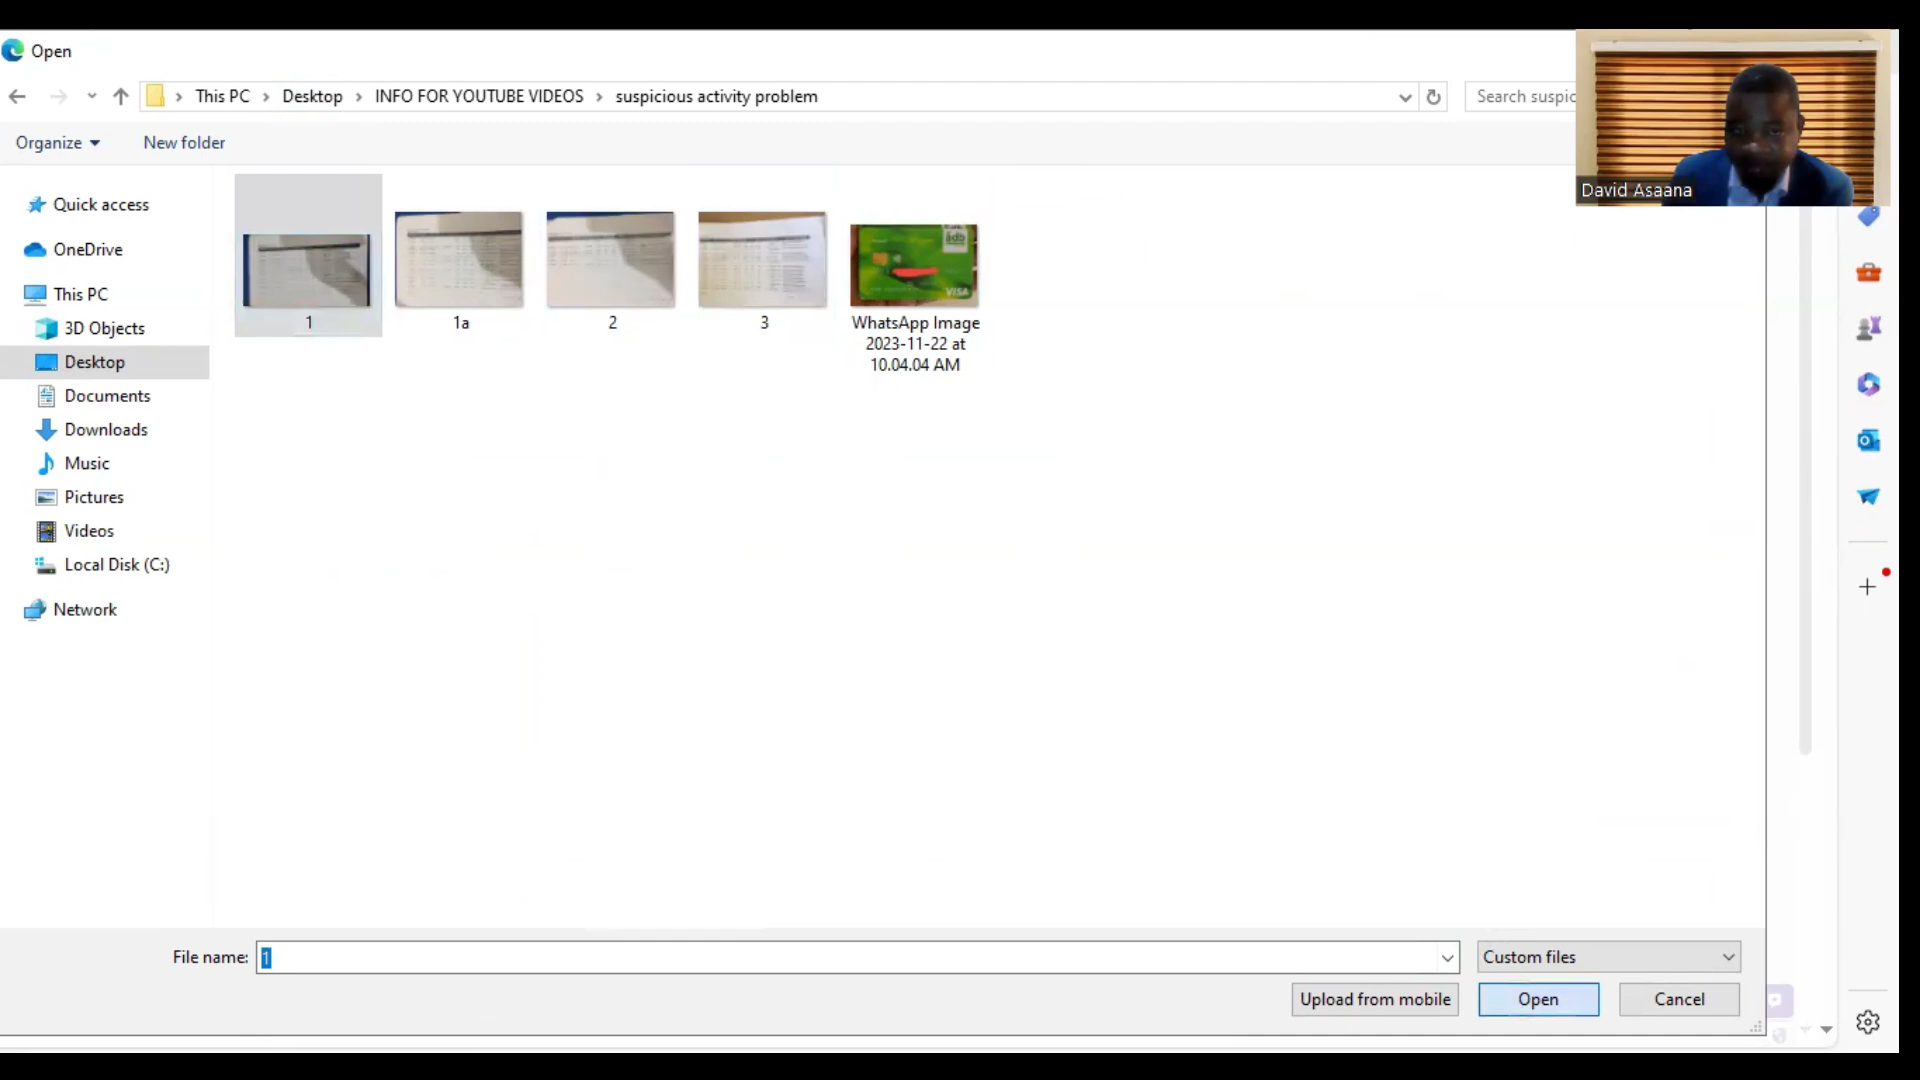 Open
This PC
Desktop
INFO FOR YOUTUBE VIDEOS
suspicious activity problem
Search suspic
Organize
New folder
David Asaana
Quick access
OneDrive
This PC
3D Objects
Desktop
Documents
Downloads
Music
Pictures
Videos
Local Disk (C:)
Network
1
1a
2
3
adb
VISA
WhatsApp Image
2023-11-22 at
10.04.04 AM
File name:
1
Custom files
Upload from mobile
Open
Cancel